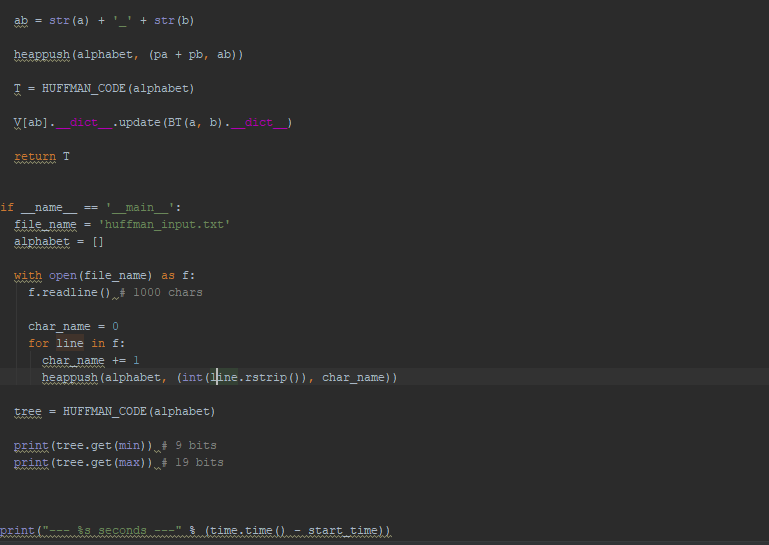 ab = str(a) + '_' + str(b)
heappush(alphabet, (pa + pb, ab))
T = HUFFMAN_CODE(alphabet)
V[ab].__dict__.update(BT(a, b).__dict__)
return T
if __name__ == '__main__':
file_name = 'huffman_input.txt'
alphabet = []
with open(file_name) as f:
f.readline() # 1000 chars
char_name = 0
for line in f:
char_name += 1
heappush(alphabet, (int(line.rstrip()), char_name))
tree = HUFFMAN_CODE(alphabet)
print(tree.get(min)) # 9 bits
print(tree.get(max)) # 19 bits
print("--- %s seconds ---" % (time.time() - start_time))